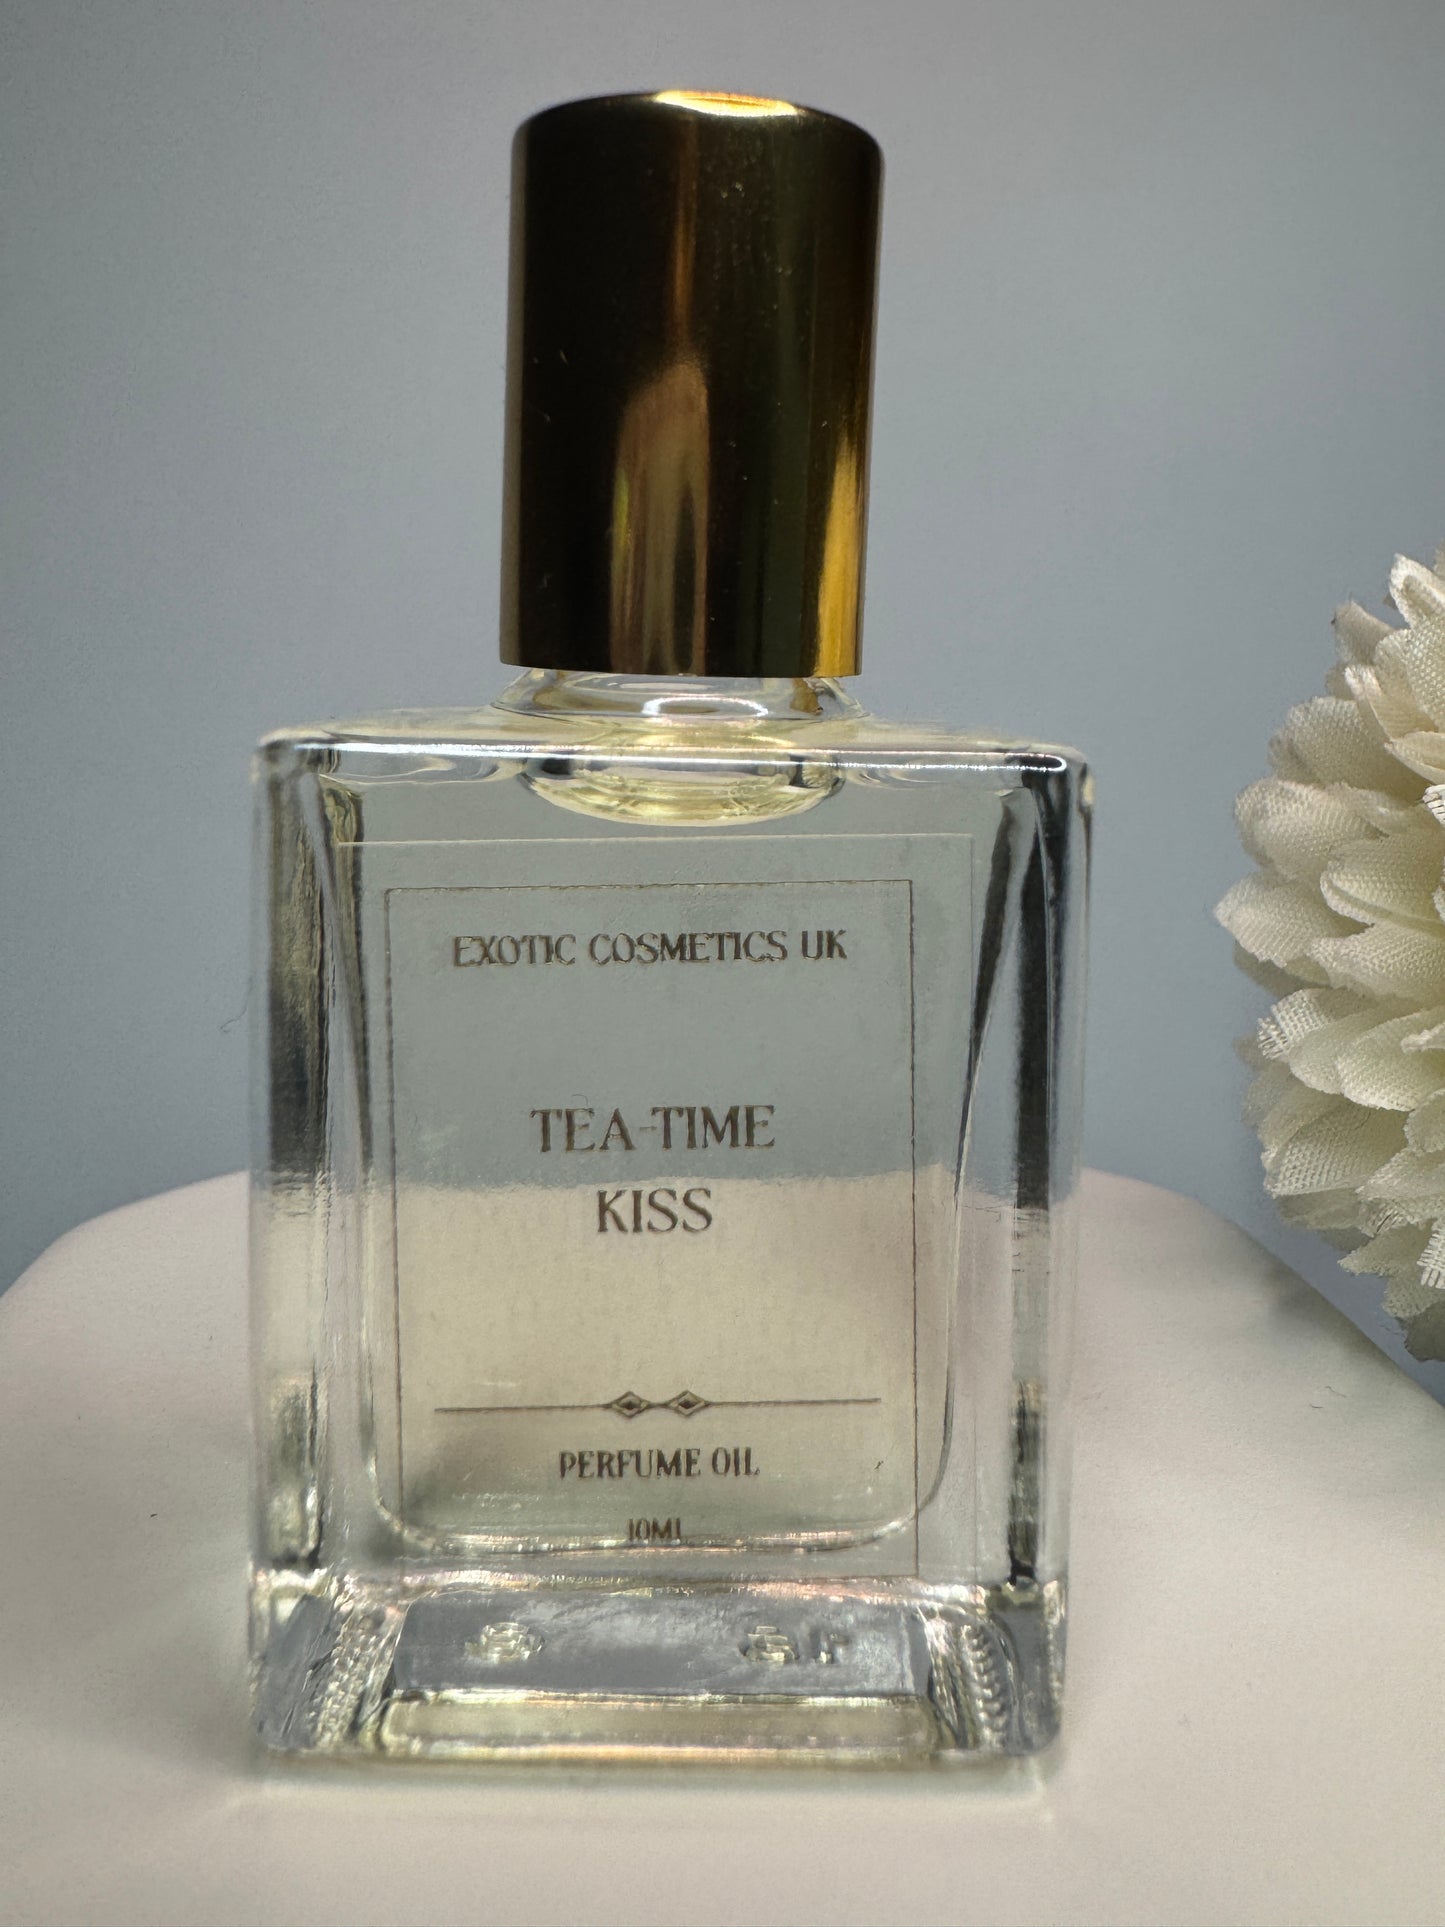 EXOTIC COSMETICS UK
TEA-TIME
KISS
PERFUME OIL
10ML